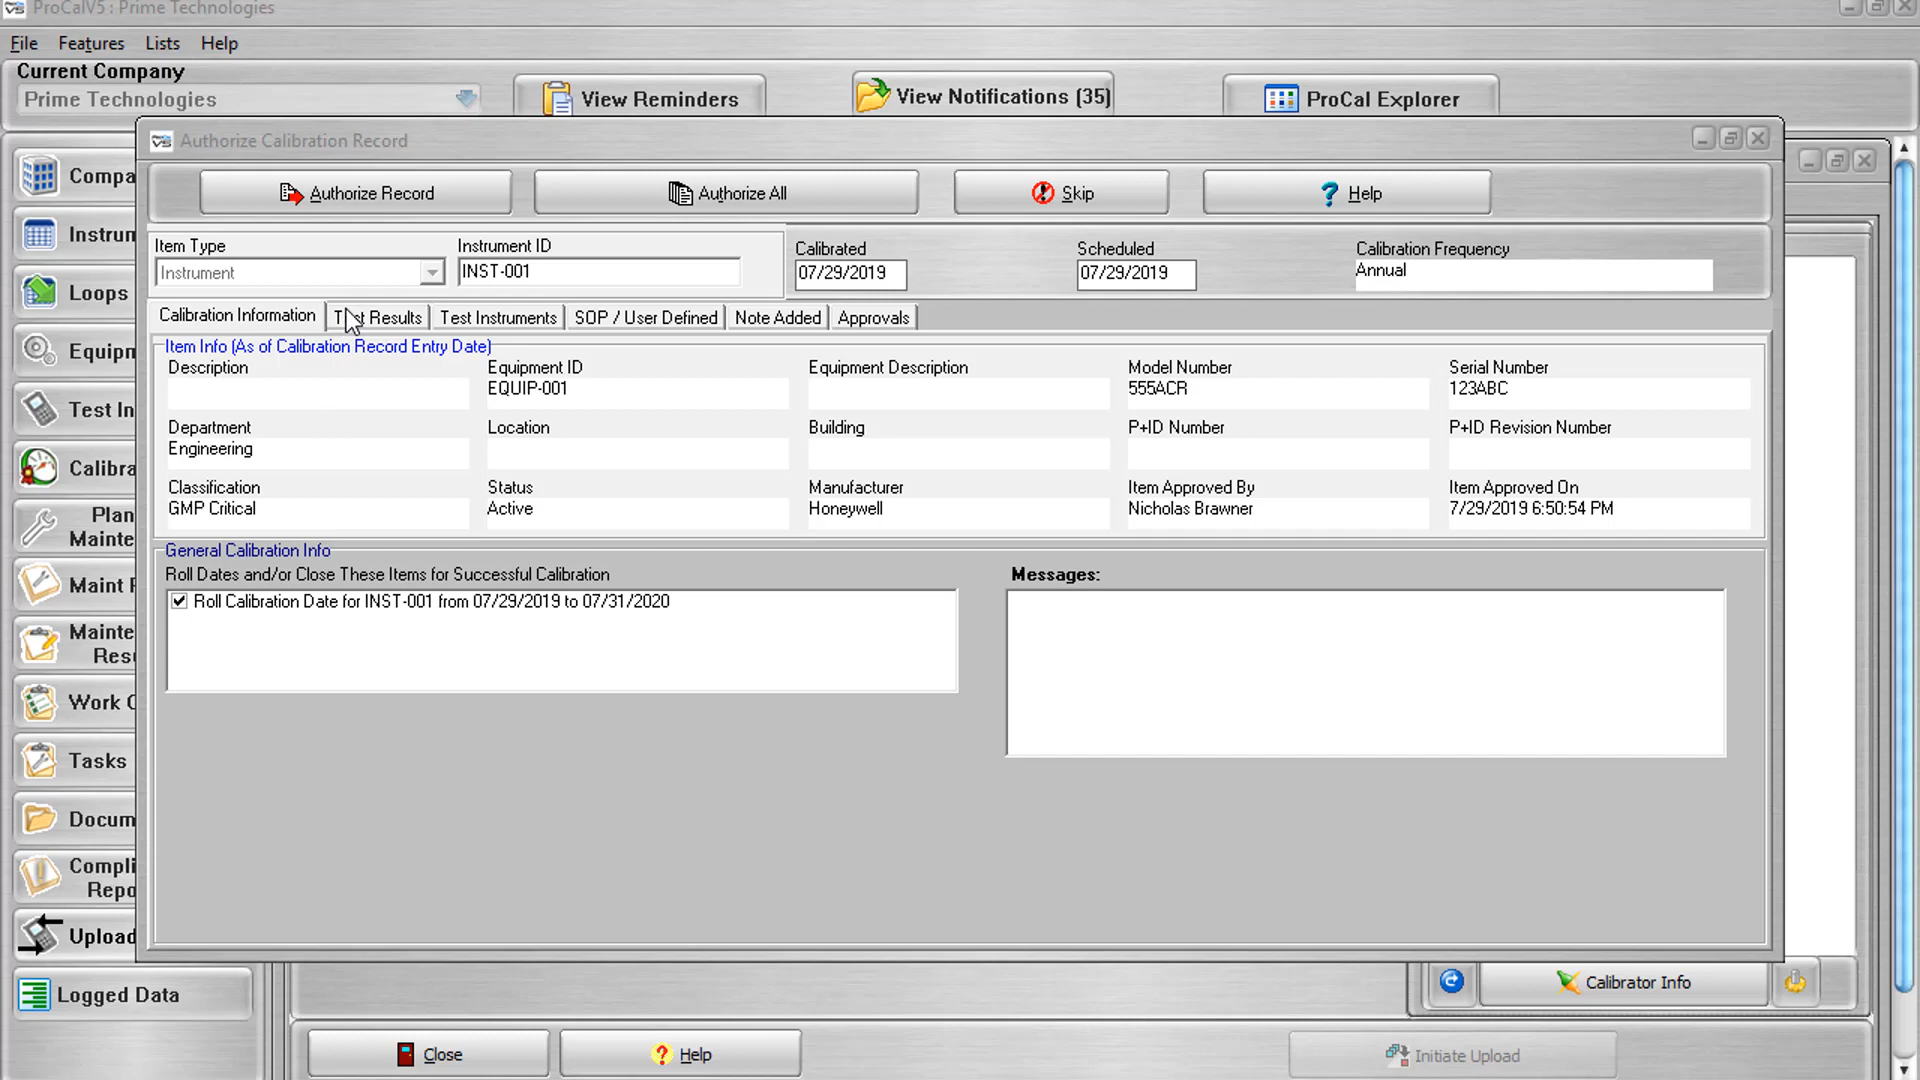 ProCalV5 : Prime Technologies
File Features Lists Help
Current Company
Prime Technologies
View Reminders
View Notifications (35)
ProCal Explorer
Authorize Calibration Record
Authorize Record
Authorize All
Skip
Help
Item Type
Instrument
Instrument ID
INST-001
Calibrated
07/29/2019
Scheduled
07/29/2019
Calibration Frequency
Annual
Calibration Information
Test Results
Test Instruments
SOP / User Defined
Note Added
Approvals
Item Info (As of Calibration Record Entry Date)
Description
Equipment ID
EQUIP-001
Equipment Description
Model Number
555ACR
Serial Number
123ABC
Department
Engineering
Location
Building
P+ID Number
P+ID Revision Number
Classification
GMP Critical
Status
Active
Manufacturer
Honeywell
Item Approved By
Nicholas Brawner
Item Approved On
7/29/2019 6:50:54 PM
General Calibration Info
Roll Dates and/or Close These Items for Successful Calibration
Roll Calibration Date for INST-001 from 07/29/2019 to 07/31/2020
Messages:
Compa
Instrum
Loops
Equipm
Test In
Calibra
Plan
Mainte
Maint F
Mainte
Resu
Work O
Tasks
Docum
Compli
Repo
Upload
Logged Data
Calibrator Info
Close
Help
Initiate Upload